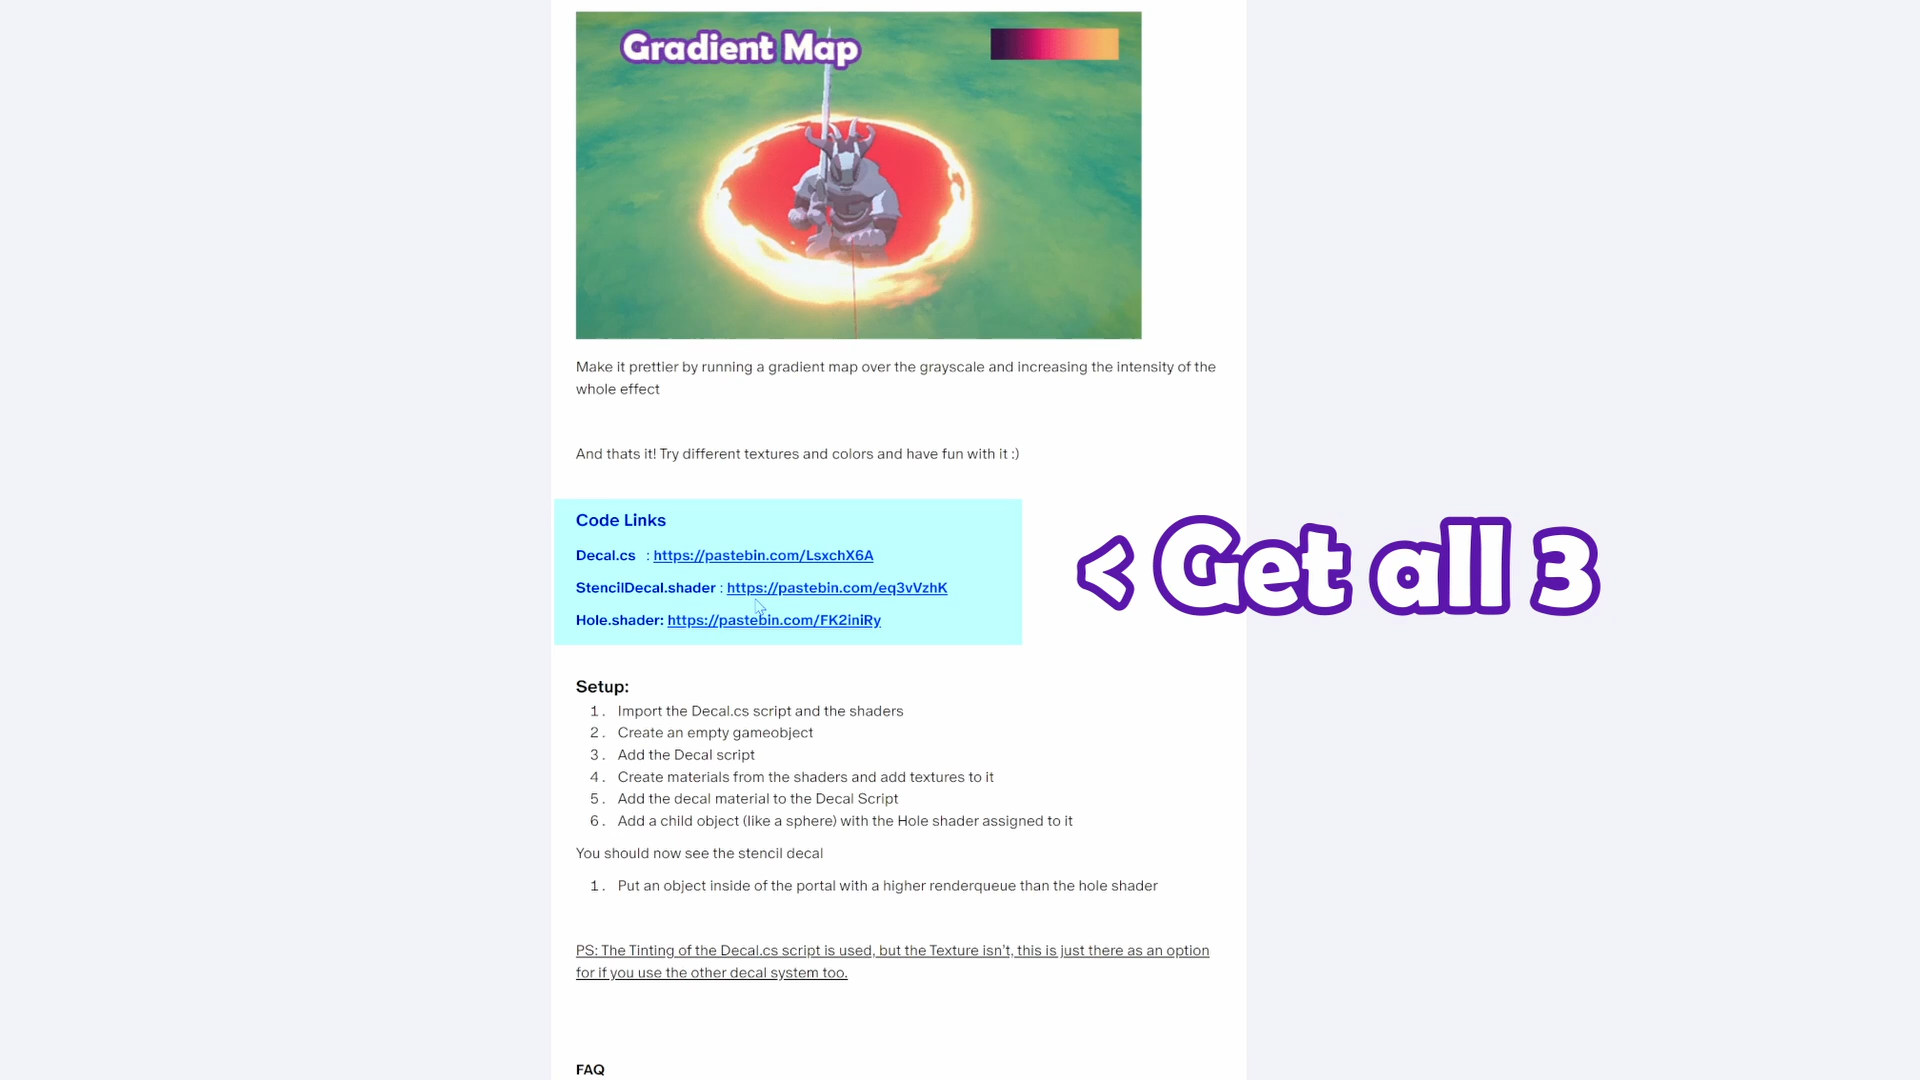 Gradient Map
Make it prettier by running a gradient map over the grayscale and increasing the intensity of the
whole effect
And thats it! Try different textures and colors and have fun with it :)
Code Links
Decal.cs : https://pastebin.com/LsxchX6A
StencilDecal.shader : https://pastebin.com/eq3vVzhK
Hole.shader: https://pastebin.com/FK2iniRy
< Get all 3
Setup:
1. Import the Decal.cs script and the shaders
2. Create an empty gameobject
3. Add the Decal script
4. Create materials from the shaders and add textures to it
5. Add the decal material to the Decal Script
6. Add a child object (like a sphere) with the Hole shader assigned to it
You should now see the stencil decal
1. Put an object inside of the portal with a higher renderqueue than the hole shader
PS: The Tinting of the Decal.cs script is used, but the Texture isn't, this is just there as an option
for if you use the other decal system too.
FAQ